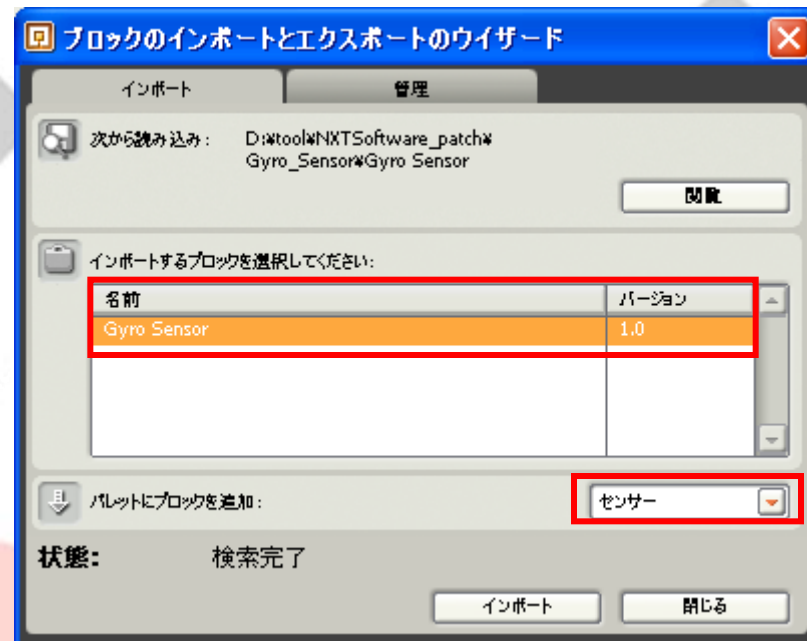 ブロックのインポートとエクスポートのウイザード
インポート
管理
次から読み込み:
D:¥tool¥NXTSoftware_patch¥
Gyro_Sensor¥Gyro Sensor
閲覧
インポートするブロックを選択してください:
名前 バージョン
Gyro Sensor 1.0
パレットにブロックを追加:
センサー
状態: 検索完了
インポート
閉じる